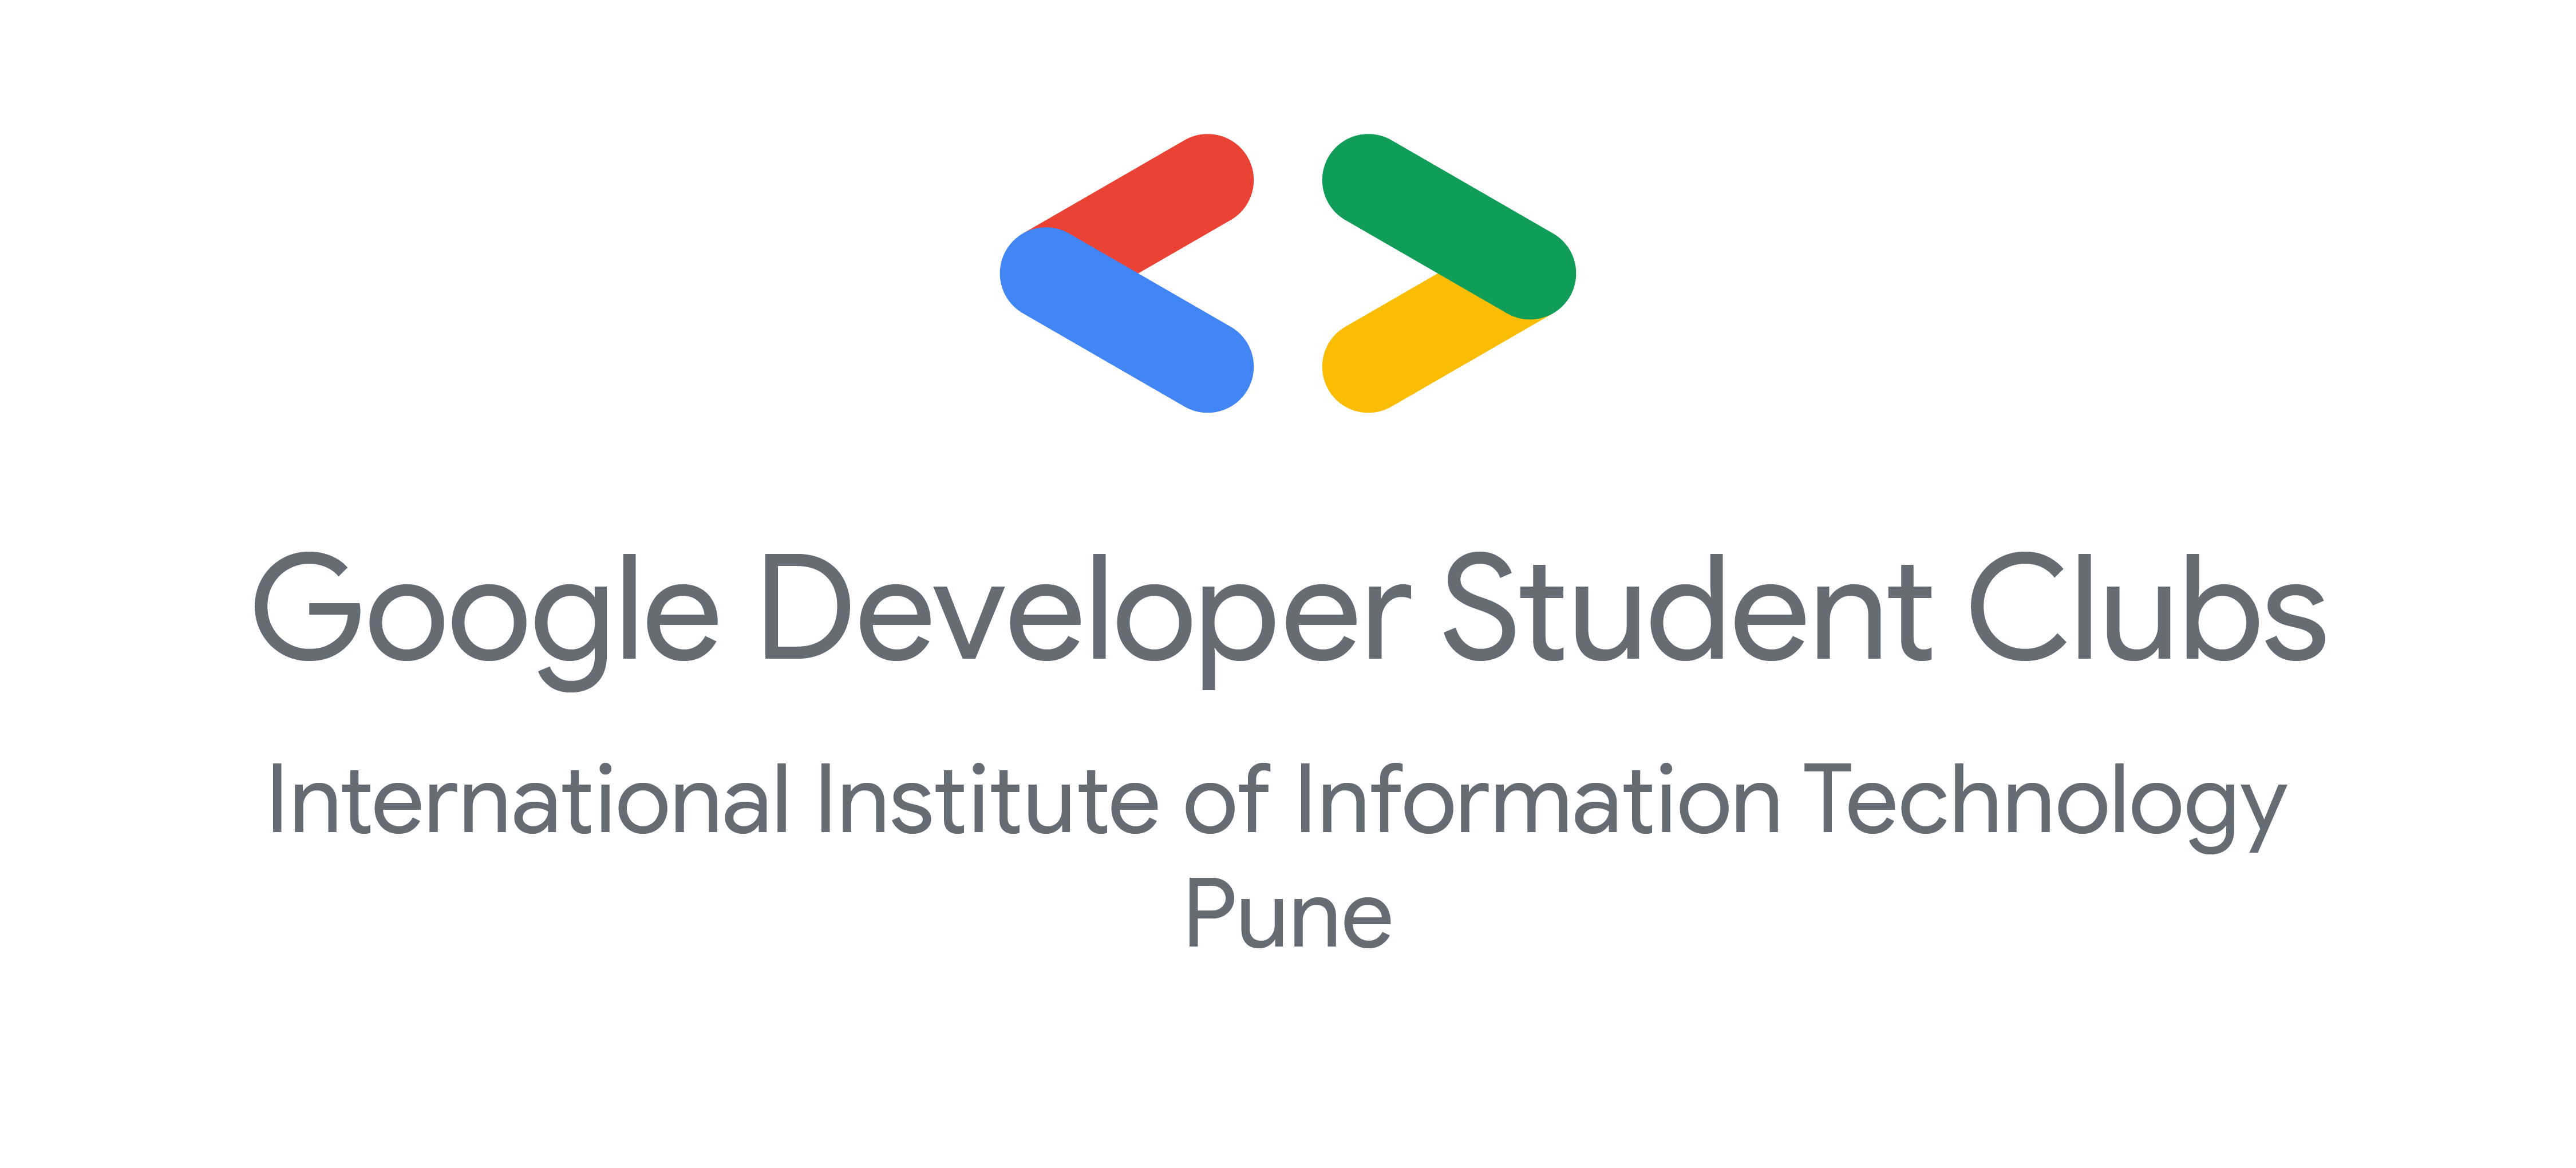 Google Developer Student Clubs
International Institute of Information Technology
Pune